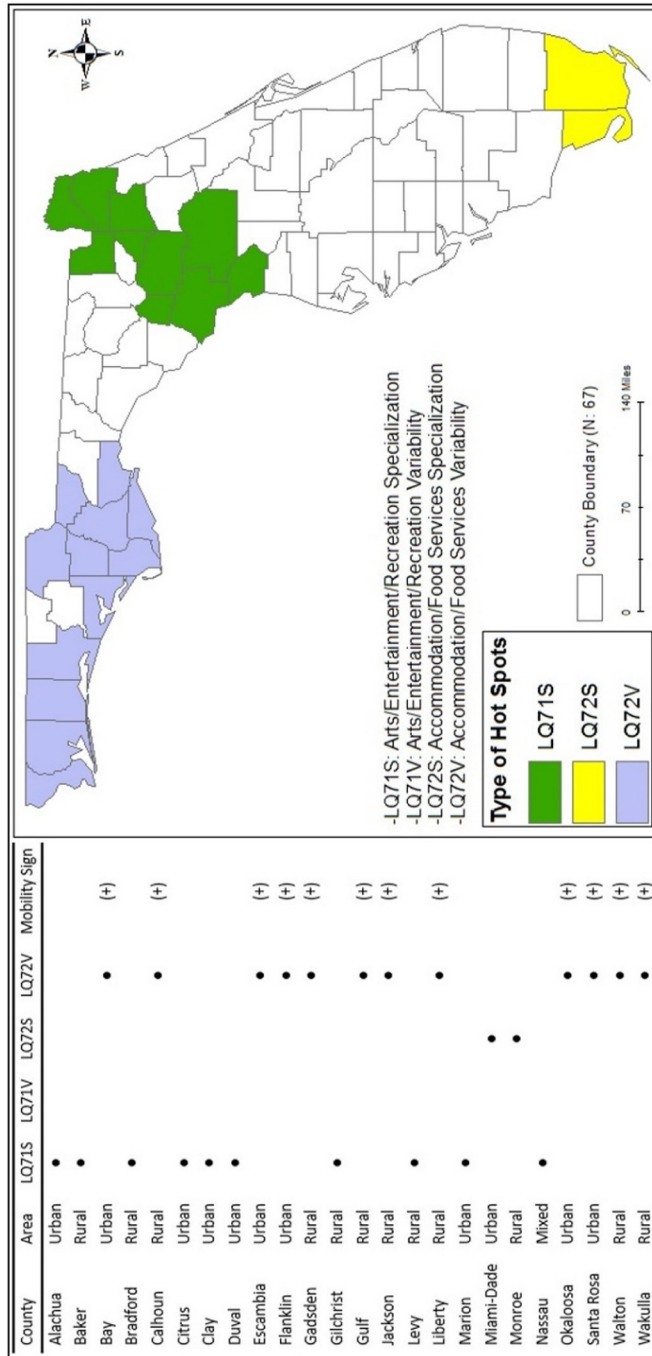 County Area LQ71S LQ71V LQ72S LQ72V Mobility Sign
Alachua Urban •
Baker Rural •
Bay Urban • (+)
Bradford Rural •
Calhoun Rural • (+)
Citrus Urban •
Clay Urban •
Duval Urban •
Escambia Urban • (+)
Flanklin Urban • (+)
Gadsden Rural • (+)
Gilchrist Rural •
Gulf Rural • (+)
Jackson Rural • (+)
Levy Rural •
Liberty Rural • (+)
Marion Urban •
Miami-Dade Urban •
Monroe Rural •
Nassau Mixed •
Okaloosa Urban • (+)
Santa Rosa Urban • (+)
Walton Rural • (+)
Wakulla Rural • (+)
N
W E
S
-LQ71S: Arts/Entertainment/Recreation Specialization
-LQ71V: Arts/Entertainment/Recreation Variability
-LQ72S: Accommodation/Food Services Specialization
-LQ72V: Accommodation/Food Services Variability
Type of Hot Spots
LQ71S
LQ72S
LQ72V
County Boundary (N: 67)
0 70 140 Miles